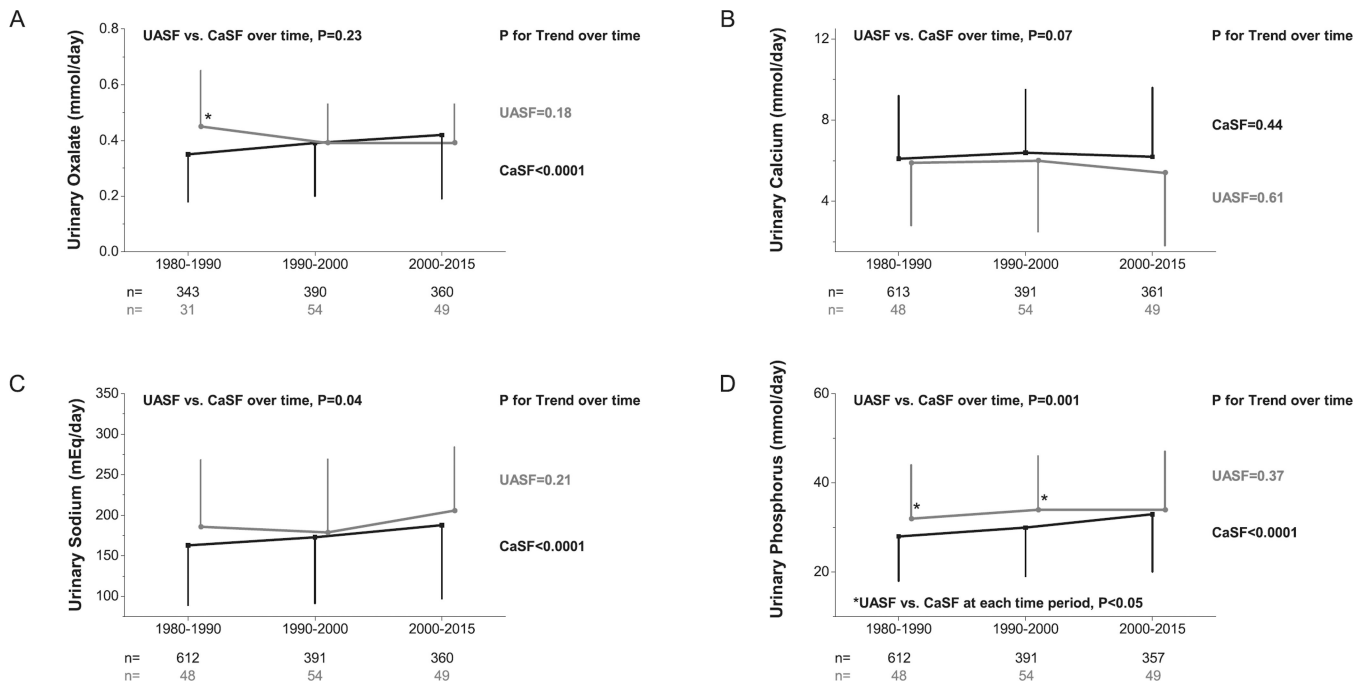 A
UASF vs. CaSF over time, P=0.23
P for Trend over time
Urinary Oxalate (mmol/day)
0.8
0.6
0.4
0.2
0.0
*
UASF=0.18
CaSF<0.0001
1980-1990 1990-2000 2000-2015
n= 343 390 360
n= 31 54 49
B
UASF vs. CaSF over time, P=0.07
P for Trend over time
Urinary Calcium (mmol/day)
12
8
4
CaSF=0.44
UASF=0.61
1980-1990 1990-2000 2000-2015
n= 613 391 361
n= 48 54 49
C
UASF vs. CaSF over time, P=0.04
P for Trend over time
Urinary Sodium (mEq/day)
350
300
250
200
150
100
UASF=0.21
CaSF<0.0001
1980-1990 1990-2000 2000-2015
n= 612 391 360
n= 48 54 49
D
UASF vs. CaSF over time, P=0.001
P for Trend over time
Urinary Phosphorus (mmol/day)
60
40
20
* *
UASF=0.37
CaSF<0.0001
*UASF vs. CaSF at each time period, P<0.05
1980-1990 1990-2000 2000-2015
n= 612 391 357
n= 48 54 49